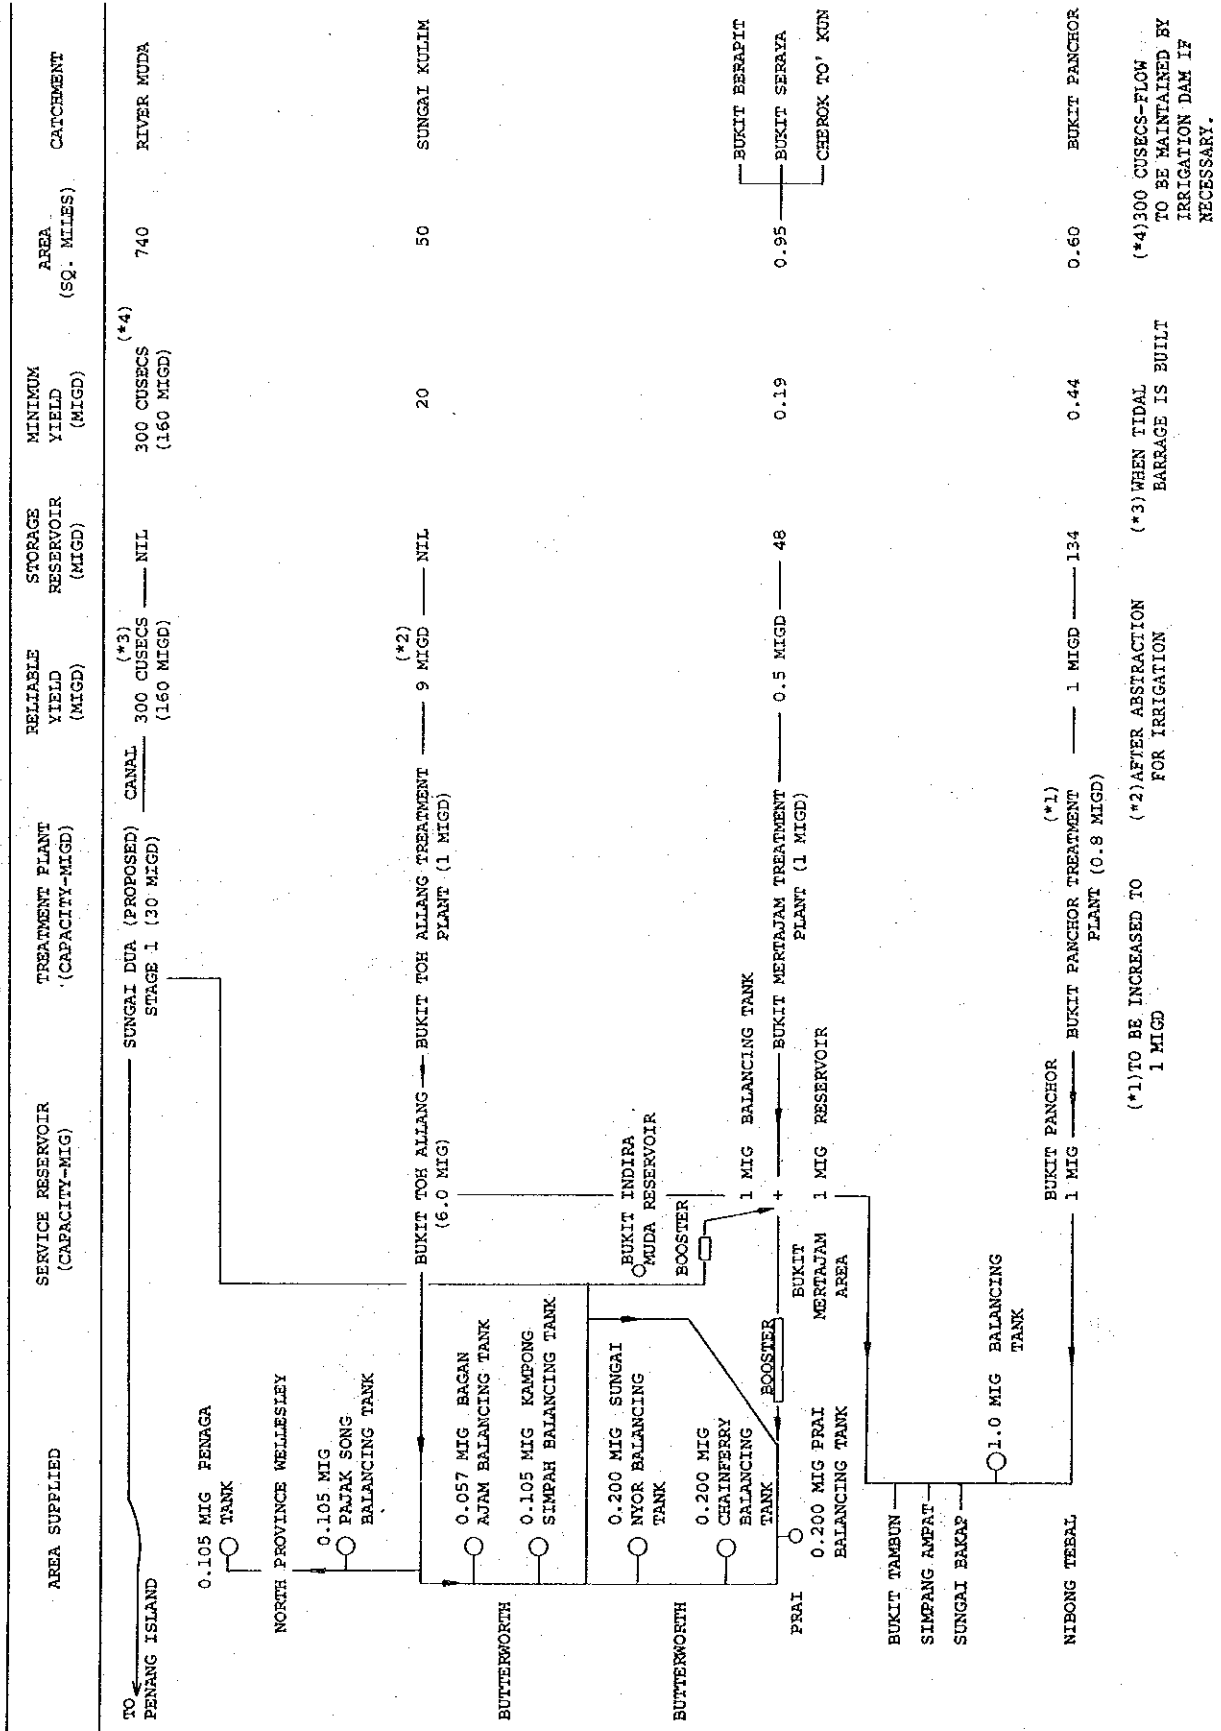 AREA SUPPLIED
SERVICE RESERVOIR
(CAPACITY-MIG)
TREATMENT PLANT
(CAPACITY-MIGD)
RELIABLE
YIELD
(MIGD)
STORAGE
RESERVOIR
(MIGD)
MINIMUM
YIELD
(MIGD)
AREA
(SQ. MILES)
CATCHMENT
TO
PENANG ISLAND
SUNGAI DUA (PROPOSED)
STAGE 1 (30 MIGD)
CANAL
(*3)
300 CUSECS
(160 MIGD)
NIL
(*4)
300 CUSECS
(160 MIGD)
740
RIVER MUDA
0.105 MIG PENAGA
TANK
NORTH PROVINCE WELLESLEY
0.105 MIG
PAJAK SONG
BALANCING TANK
BUKIT TOH ALLANG
(6.0 MIG)
BUKIT TOH ALLANG TREATMENT
PLANT (1 MIGD)
(*2)
9 MIGD
NIL
20
50
SUNGAI KULIM
BUTTERWORTH
0.057 MIG BAGAN
AJAM BALANCING TANK
0.105 MIG KAMPONG
SIMPAH BALANCING TANK
BUTTERWORTH
0.200 MIG SUNGAI
NYOR BALANCING
TANK
0.200 MIG
CHAINFERRY
BALANCING
TANK
BUKIT INDIRA
MUDA RESERVOIR
BOOSTER
1 MIG BALANCING TANK
+
1 MIG RESERVOIR
BUKIT MERTAJAM TREATMENT
PLANT (1 MIGD)
0.5 MIGD
48
0.19
0.95
BUKIT BERAPIT
BUKIT SERAYA
CHEROK TO' KUN
BOOSTER
BUKIT
MERTAJAM
AREA
PRAI
0.200 MIG PRAI
BALANCING TANK
BUKIT TAMBUN
SIMPANG AMPAT
SUNGAI BAKAP
1.0 MIG BALANCING
TANK
NIBONG TEBAL
BUKIT PANCHOR
1 MIG
(*1)
BUKIT PANCHOR TREATMENT
PLANT (0.8 MIGD)
1 MIGD
134
0.44
0.60
BUKIT PANCHOR
(*1)TO BE INCREASED TO
1 MIGD
(*2)AFTER ABSTRACTION
FOR IRRIGATION
(*3)WHEN TIDAL
BARRAGE IS BUILT
(*4)300 CUSECS-FLOW
TO BE MAINTAINED BY
IRRIGATION DAM IF
NECESSARY.